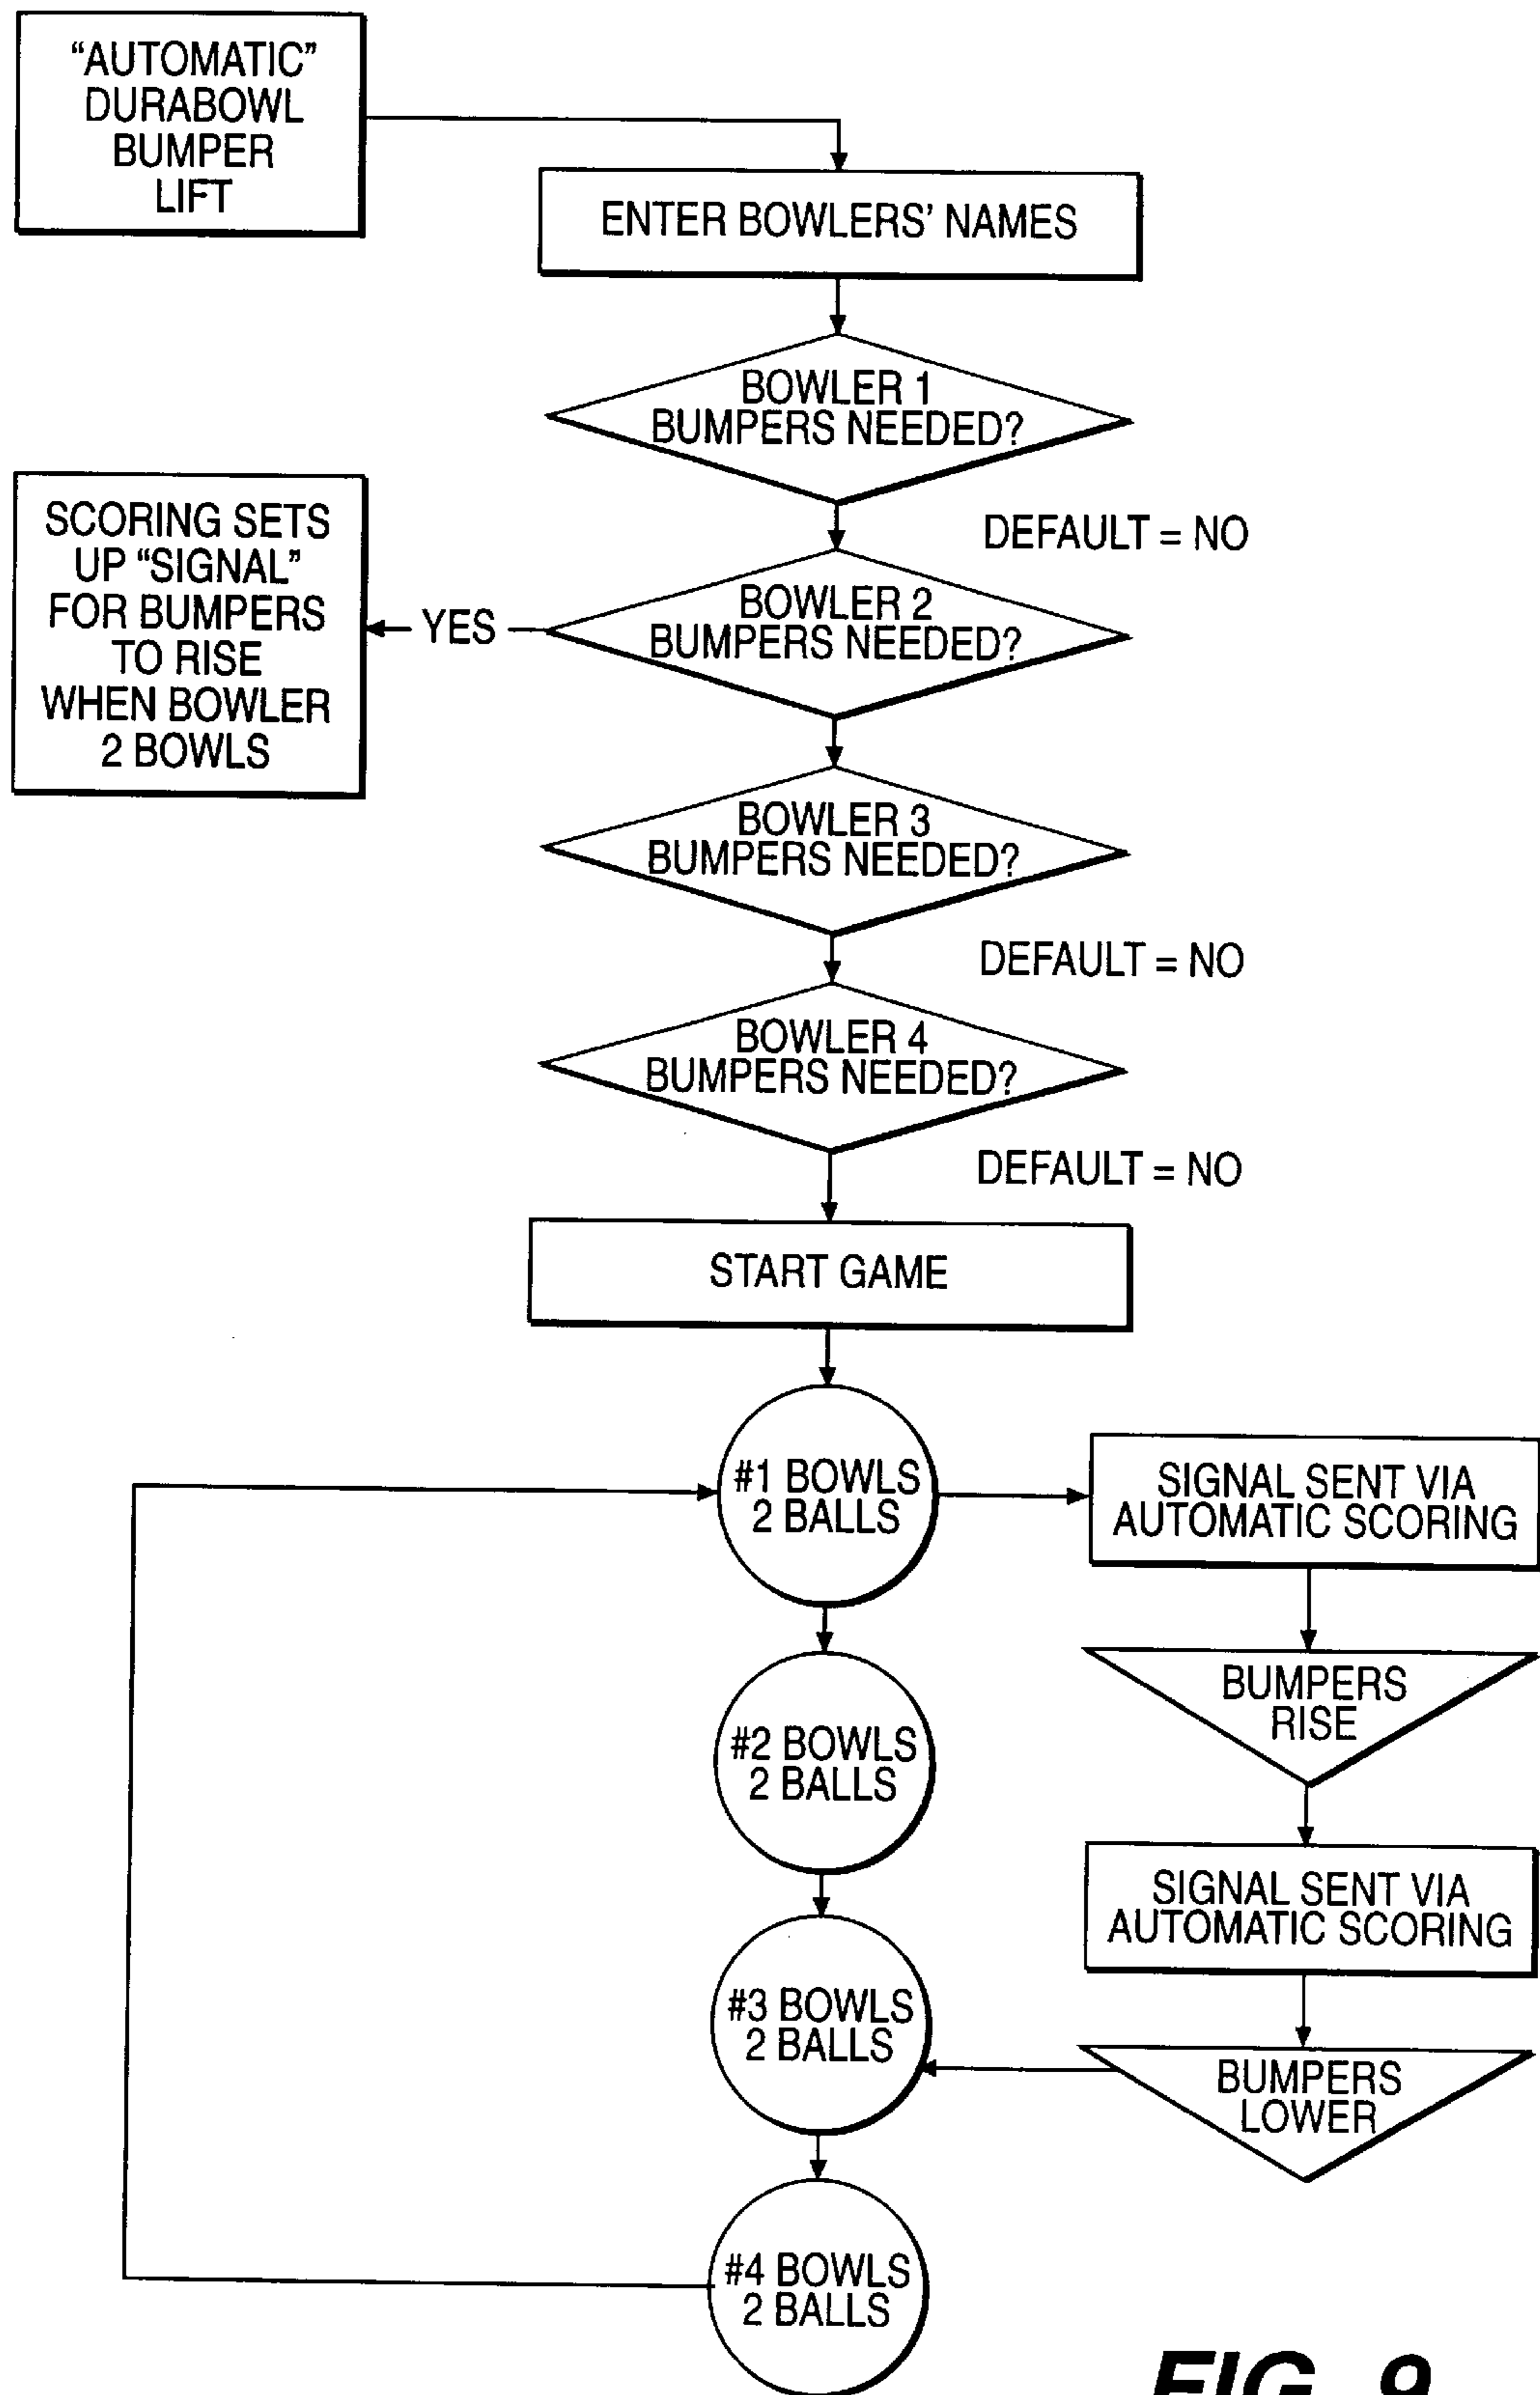 “AUTOMATIC”
DURABOWL
BUMPER
LIFT
ENTER BOWLERS’ NAMES
BOWLER 1
BUMPERS NEEDED?
DEFAULT = NO
SCORING SETS
UP “SIGNAL”
FOR BUMPERS
TO RISE
WHEN BOWLER
2 BOWLS
YES
BOWLER 2
BUMPERS NEEDED?
BOWLER 3
BUMPERS NEEDED?
DEFAULT = NO
BOWLER 4
BUMPERS NEEDED?
DEFAULT = NO
START GAME
#1 BOWLS
2 BALLS
SIGNAL SENT VIA
AUTOMATIC SCORING
BUMPERS
RISE
#2 BOWLS
2 BALLS
SIGNAL SENT VIA
AUTOMATIC SCORING
#3 BOWLS
2 BALLS
BUMPERS
LOWER
#4 BOWLS
2 BALLS
FIG. 9